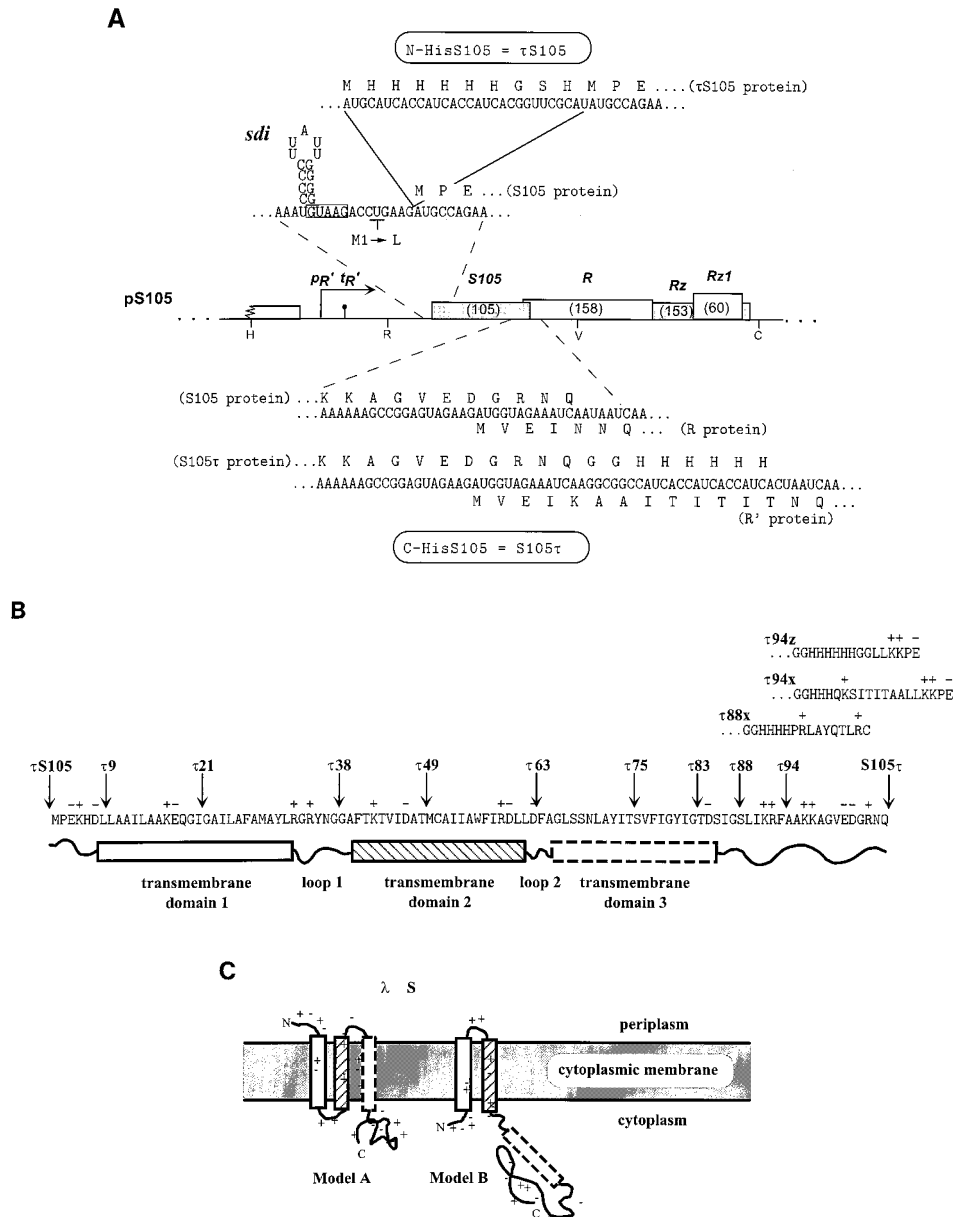 A
N-HisS105 = τS105
M H H H H H H G S H M P E ....(τS105 protein)
...AUGCAUCACCAUCACCAUCACGGUUCGCAUAUGCCAGAA...
sdi
A
U U
U U
CG
CG
CG
CG
M P E ...(S105 protein)
...AAAUGUAAGACCUGAAGAUGCCAGAA...
M1→ L
pR' tR' S105 R Rz Rz1
pS105
(105) (158) (153) (60)
H R V C
(S105 protein) ...K K A G V E D G R N Q
...AAAAAAGCCGGAGUAGAAGAUGGUAGAAAUCAAUAAUCAA...
M V E I N N Q ... (R protein)
(S105τ protein)...K K A G V E D G R N Q G G H H H H H H
...AAAAAAGCCGGAGUAGAAGAUGGUAGAAAUCAAGGCGGCCAUCACCAUCACCAUCACUAAUCAA...
M V E I K A A I T I T I T N Q ...
(R' protein)
C-HisS105 = S105τ
B
τ94z ++ -
...GGHHHHHHGGLLKKPE
τ94x + ++ -
...GGHHHQKSITITAALLKKPE
τ88x + +
...GGHHHHPRLAYQTLRC
τS105 τ9 τ21 τ38 τ49 τ63 τ75 τ83 τ88 τ94 S105τ
-+ - +- + + + - +- - - ++ ++ -- +
MPEKHDLLAAILAAKEQGIGAILAFAMAYLRGRYNGGAFTKTVIDATMCAIIAWFIRDLLDFAGLSSNLAYITSVFIGYIGTDSIGSLIKRFAAKKAGVEDGRNQ
transmembrane domain 1
loop 1
transmembrane domain 2
loop 2
transmembrane domain 3
C
λ S
N
periplasm
cytoplasmic membrane
cytoplasm
C
N
Model A
Model B
C